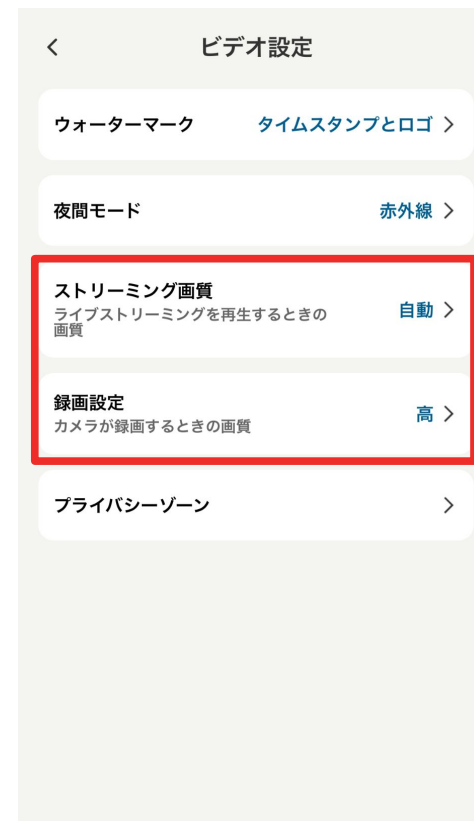 ビデオ設定
ウォーターマーク タイムスタンプとロゴ
夜間モード 赤外線
ストリーミング画質
ライブストリーミングを再生するときの
画質
自動
録画設定
カメラが録画するときの画質
高
プライバシーゾーン